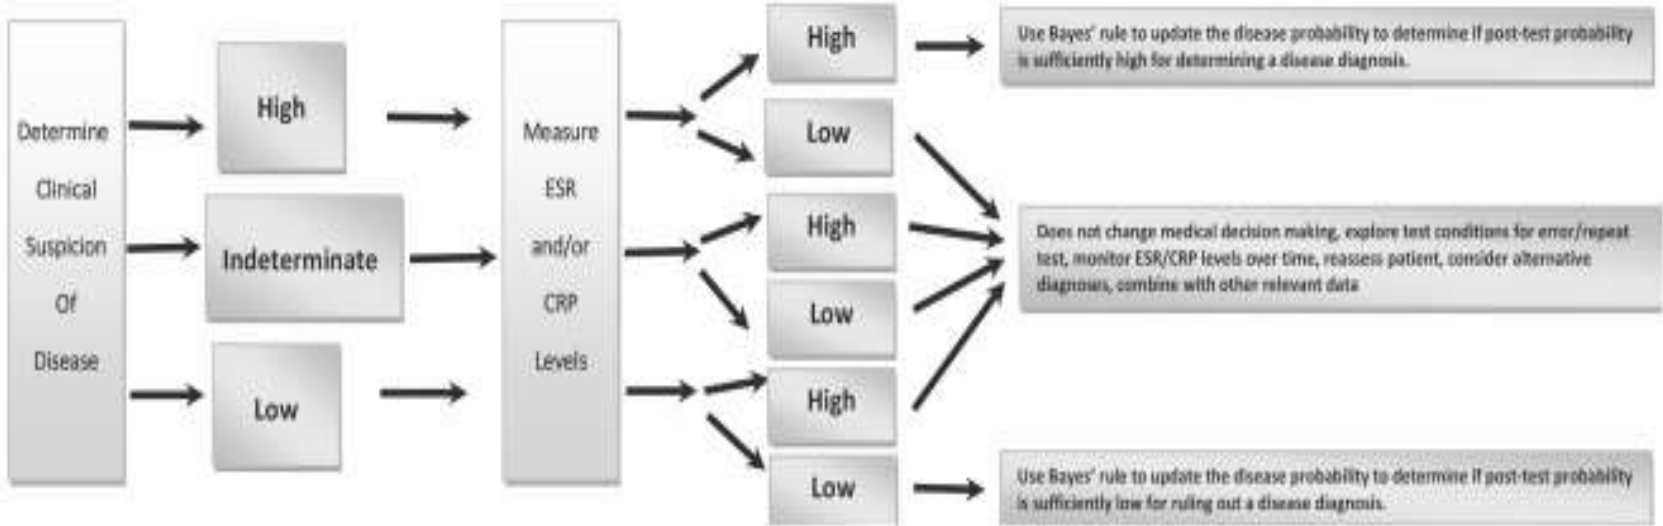 Determine
Clinical
Suspicion
Of
Disease
High
Indeterminate
Low
Measure
ESR
and/or
CRP
Levels
High
Low
High
Low
High
Low
Use Bayes' rule to update the disease probability to determine if post-test probability
is sufficiently high for determining a disease diagnosis.
Does not change medical decision making, explore test conditions for error/repeat
test, monitor ESR/CRP levels over time, reassess patient, consider alternative
diagnoses, combine with other relevant data
Use Bayes' rule to update the disease probability to determine if post-test probability
is sufficiently low for ruling out a disease diagnosis.